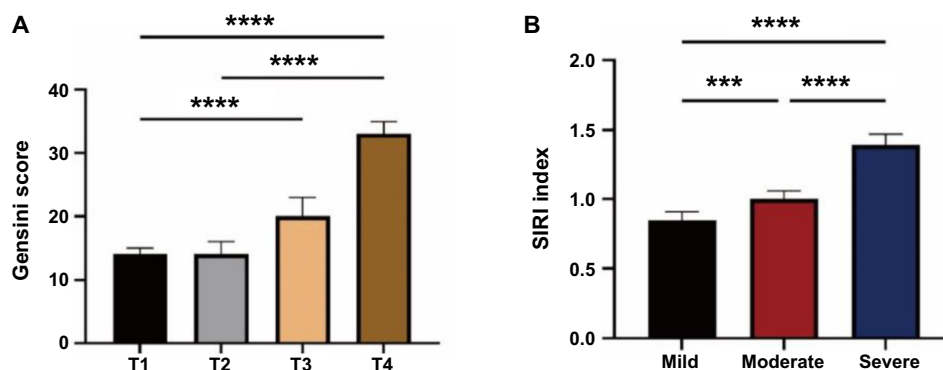 A
****
****
****
Gensini score
40
30
20
10
0
T1 T2 T3 T4
B
****
*** ****
SIRI index
2.0
1.5
1.0
0.5
0.0
Mild Moderate Severe